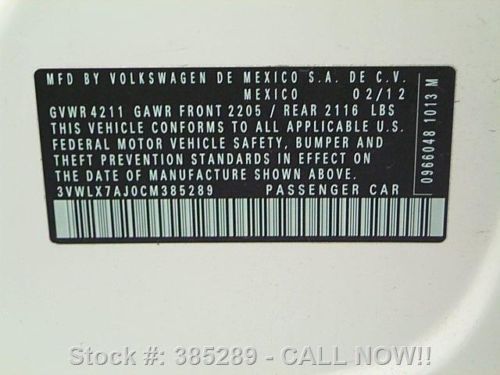 MFD BY VOLKSWAGEN DE MEXICO S.A. DE C.V.
MEXICO 02/12
GVWR 4211 GAWR FRONT 2205 / REAR 2116 LBS
THIS VEHICLE CONFORMS TO ALL APPLICABLE U.S.
FEDERAL MOTOR VEHICLE SAFETY, BUMPER AND
THEFT PREVENTION STANDARDS IN EFFECT ON
THE DATE OF MANUFACTURE SHOWN ABOVE.
3VWLX7AJ0CM385289 PASSENGER CAR
0966048 1013 M
Stock #: 385289 - CALL NOW!!